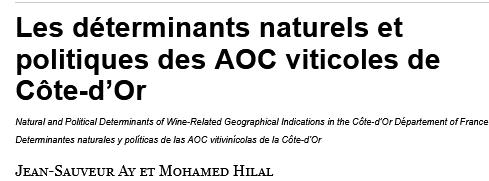 Les déterminants naturels et
politiques des AOC viticoles de
Côte-d’Or
Natural and Political Determinants of Wine-Related Geographical Indications in the Côte-d'Or Département of France
Determinantes naturales y políticas de las AOC vitivinícolas de la Côte-d'Or
JEAN-SAUVEUR AY ET MOHAMED HILAL